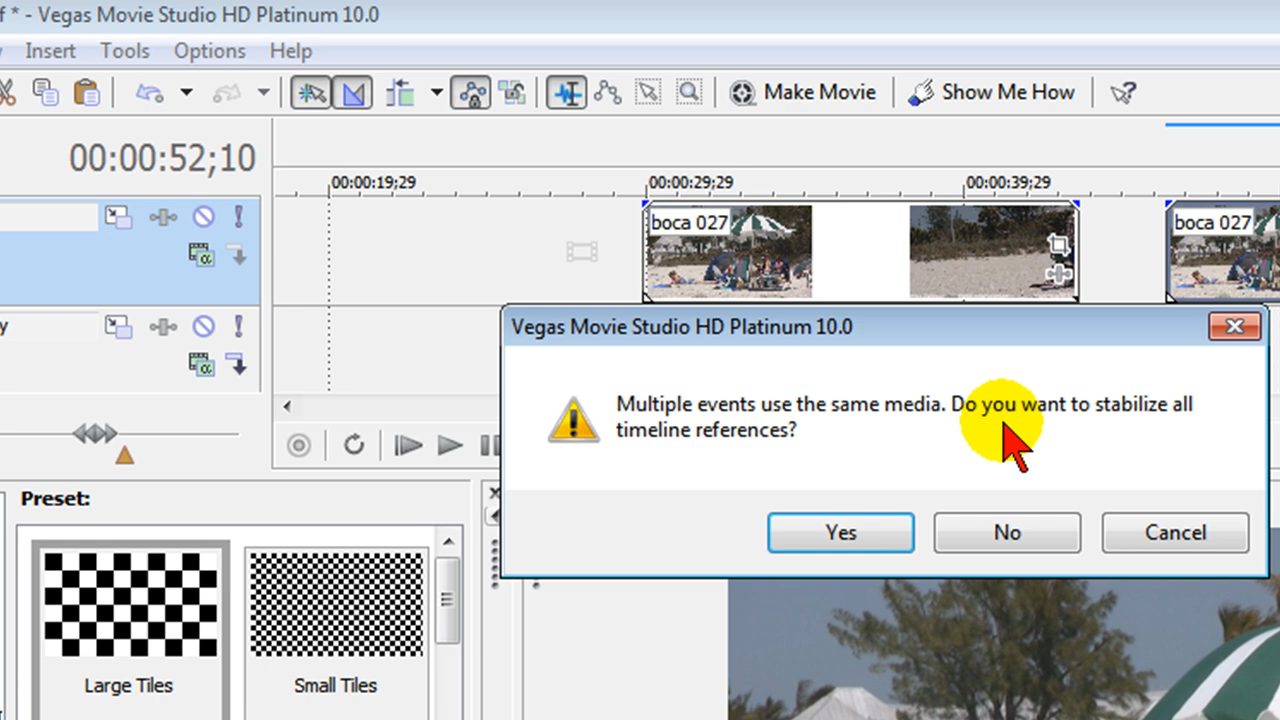 f * - Vegas Movie Studio HD Platinum 10.0
Insert Tools Options Help
Make Movie Show Me How
00:00:52;10
00:00:19;29 00:00:29;29 00:00:39;29
boca 027 boca 027
Vegas Movie Studio HD Platinum 10.0
Multiple events use the same media. Do you want to stabilize all
timeline references?
y
Yes No Cancel
Preset:
Large Tiles Small Tiles